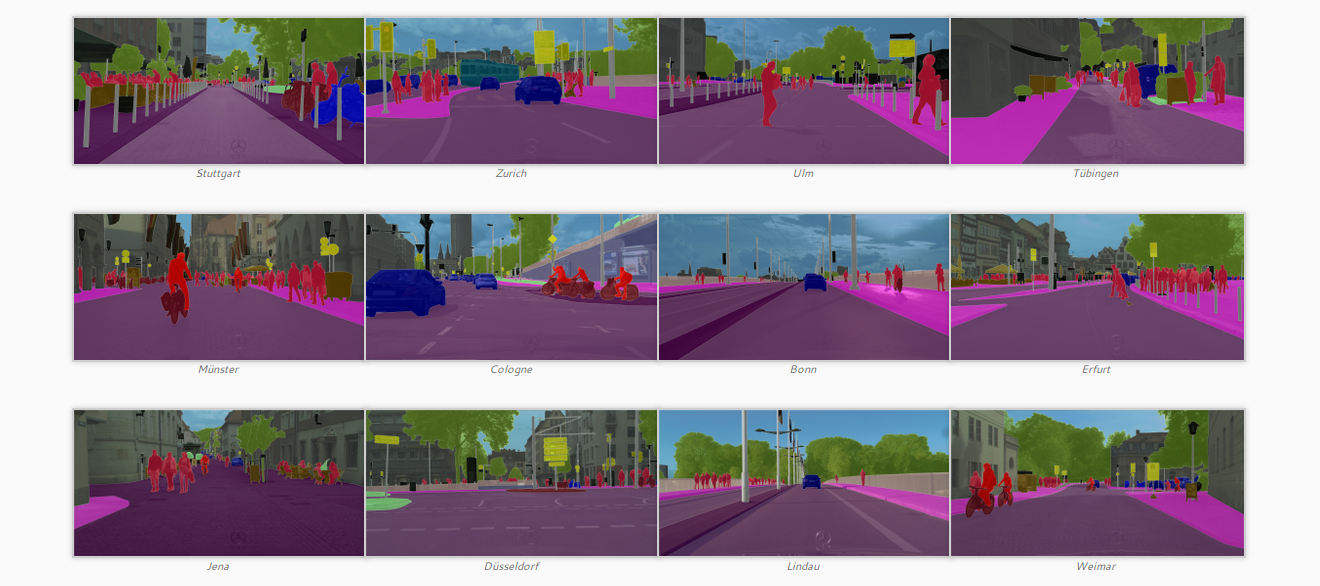 Stuttgart
Zurich
Ulm
Tübingen
Münster
Cologne
Bonn
Erfurt
Jena
Düsseldorf
Lindau
Weimar